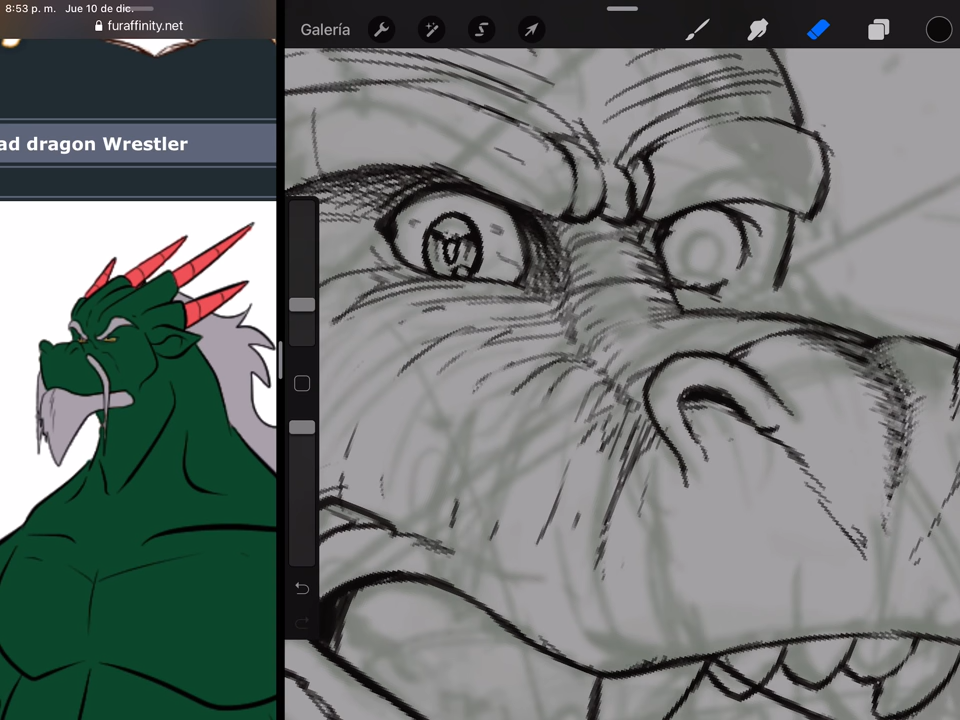 8:53 p. m. Jue 10 de dic.
furaffinity.net
Galería
ad dragon Wrestler